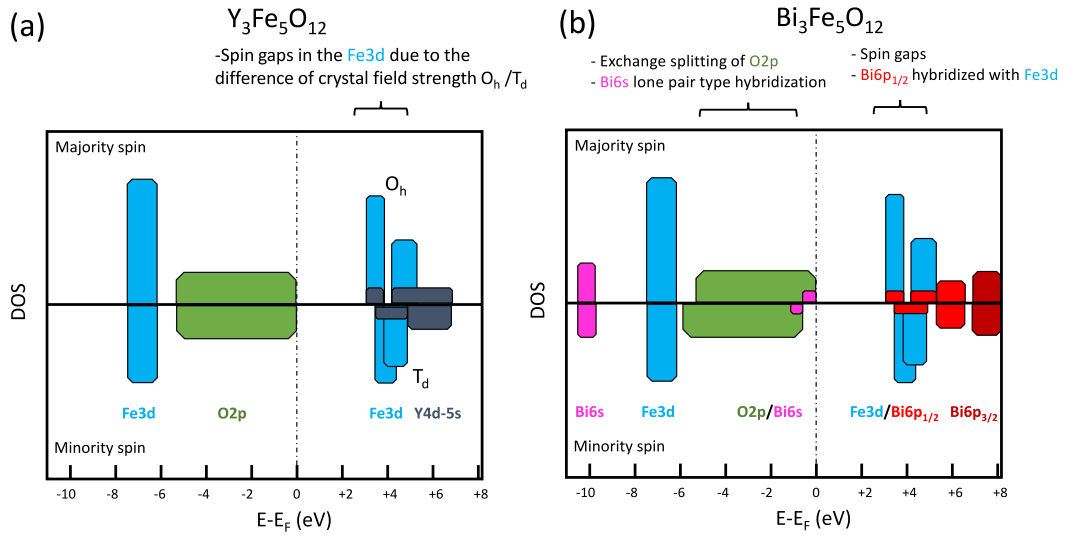 (a)
Y3Fe5O12
-Spin gaps in the Fe3d due to the
difference of crystal field strength Oh /Td
Majority spin
Oh
DOS
Td
Fe3d
O2p
Fe3d
Y4d-5s
Minority spin
-10
-8
-6
-4
-2
0
+2
+4
+6
+8
E-EF (eV)
(b)
Bi3Fe5O12
- Exchange splitting of O2p
- Bi6s lone pair type hybridization
- Spin gaps
- Bi6p1/2 hybridized with Fe3d
Majority spin
DOS
Bi6s
Fe3d
O2p/Bi6s
Fe3d/Bi6p1/2
Bi6p3/2
Minority spin
-10
-8
-6
-4
-2
0
+2
+4
+6
+8
E-EF (eV)